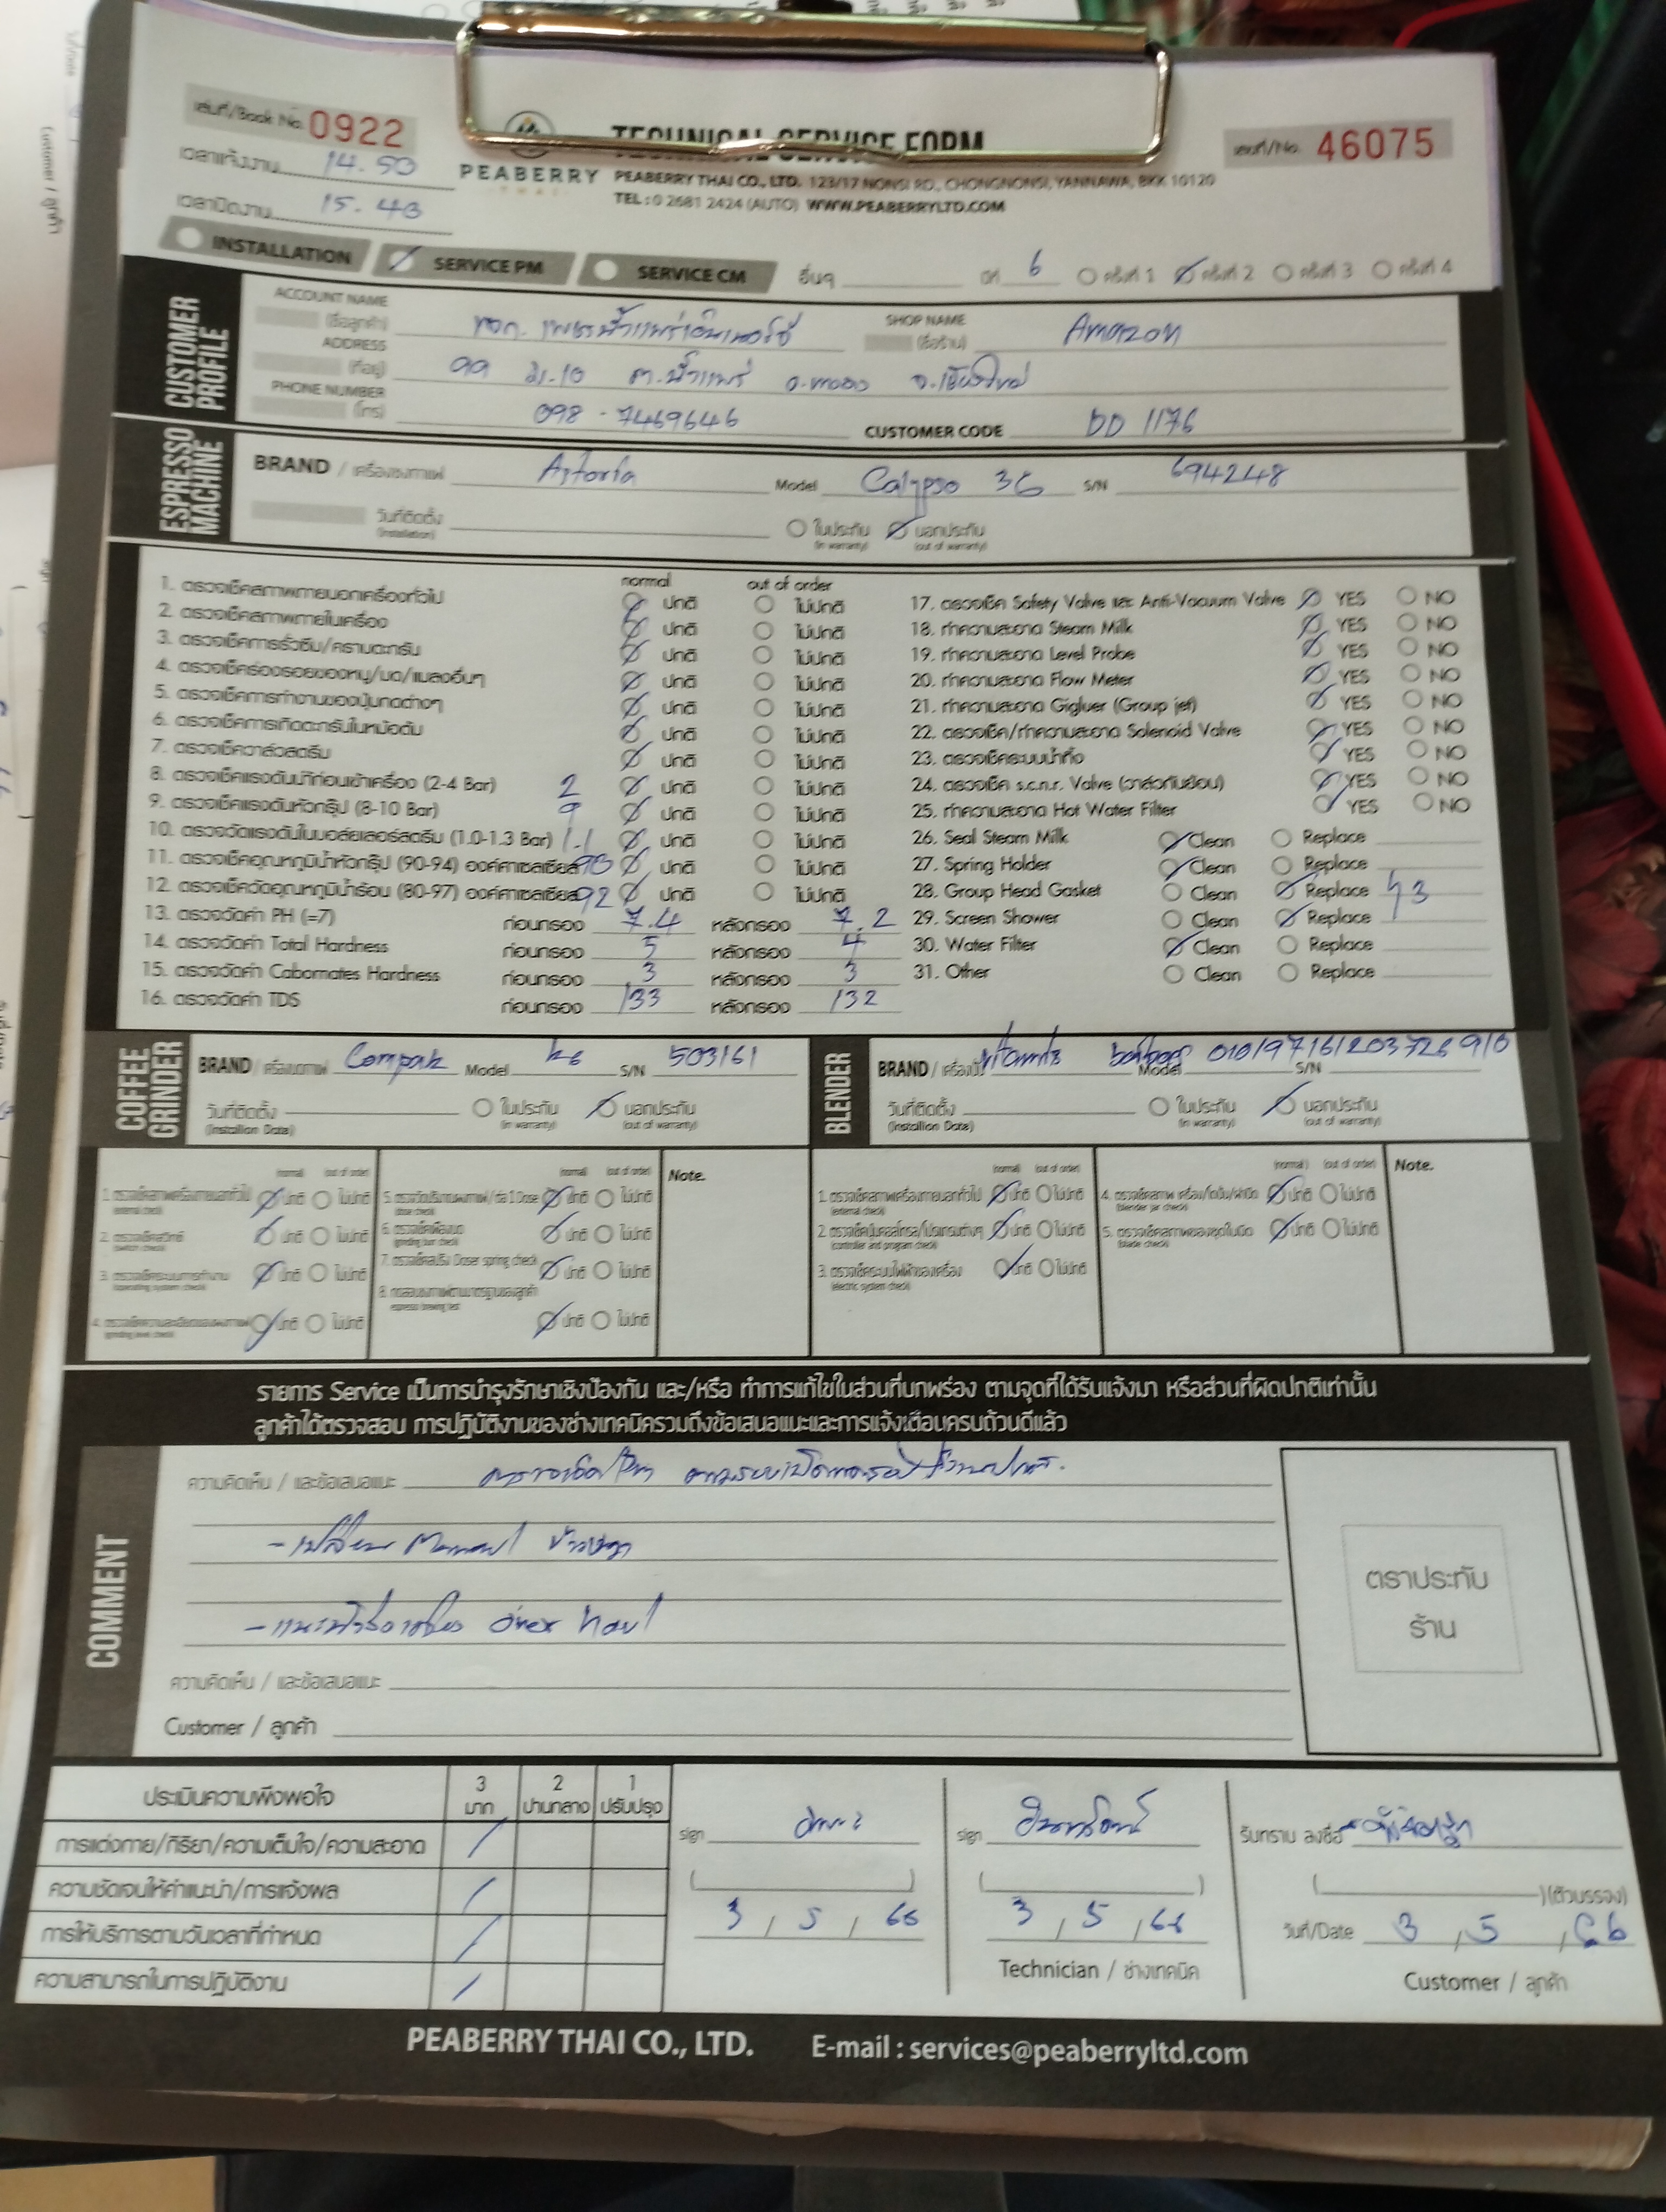 เล่มที่/Book No. 0922
TECHNICAL SERVICE FORM
เลขที่/No. 46075
เวลาแจ้งงาน 14.50
PEABERRY THAI
PEABERRY THAI CO., LTD. 123/17 NONSI RD., CHONGNONSI, YANNAWA, BKK 10120
เวลาปิดงาน 15.40
TEL : 0 2681 2424 (AUTO) WWW.PEABERRYLTD.COM
INSTALLATION SERVICE PM SERVICE CM อื่นๆ ปีที่ 6 ครั้งที่ 1 ครั้งที่ 2 ครั้งที่ 3 ครั้งที่ 4
CUSTOMER PROFILE
ACCOUNT NAME (ชื่อลูกค้า) หจก. เพชรน้ำแพร่เอ็นเนอร์ยี่ SHOP NAME (ชื่อร้าน) Amazon
ADDRESS (ที่อยู่) 99 ม.10 ต.น้ำแพร่ อ.หางดง จ.เชียงใหม่
PHONE NUMBER (โทร) 098-7469646 CUSTOMER CODE DD 1176
ESPRESSO MACHINE
BRAND / เครื่องชงกาแฟ Astoria Model Calypso 3G S/N 694248
วันที่ติดตั้ง (Installation) ในประกัน (in warranty) นอกประกัน (out of warranty)
normal out of order
1. ตรวจเช็คสภาพภายนอกเครื่องทั่วไป ปกติ ไม่ปกติ
2. ตรวจเช็คสภาพภายในเครื่อง ปกติ ไม่ปกติ
3. ตรวจเช็คการรั่วซึม/คราบตะกรัน ปกติ ไม่ปกติ
4. ตรวจเช็คร่องรอยของหนู/มด/แมลงอื่นๆ ปกติ ไม่ปกติ
5. ตรวจเช็คการทำงานของปุ่มกดต่างๆ ปกติ ไม่ปกติ
6. ตรวจเช็คการเกิดตะกรันในหม้อต้ม ปกติ ไม่ปกติ
7. ตรวจเช็ควาล์วสตรีม ปกติ ไม่ปกติ
8. ตรวจเช็คแรงดันน้ำก่อนเข้าเครื่อง (2-4 Bar) 2 ปกติ ไม่ปกติ
9. ตรวจเช็คแรงดันหัวกรุ๊ป (8-10 Bar) 9 ปกติ ไม่ปกติ
10. ตรวจวัดแรงดันในบอยเลอร์สตรีม (1.0-1.3 Bar) 1.1 ปกติ ไม่ปกติ
11. ตรวจเช็คอุณหภูมิน้ำหัวกรุ๊ป (90-94) องศาเซลเซียส 90 ปกติ ไม่ปกติ
12. ตรวจเช็ควัดอุณหภูมิน้ำร้อน (80-97) องศาเซลเซียส 92 ปกติ ไม่ปกติ
13. ตรวจวัดค่า PH (=7) ก่อนกรอง 7.4 หลังกรอง 7.2
14. ตรวจวัดค่า Total Hardness ก่อนกรอง 5 หลังกรอง 4
15. ตรวจวัดค่า Cabornates Hardness ก่อนกรอง 3 หลังกรอง 3
16. ตรวจวัดค่า TDS ก่อนกรอง 133 หลังกรอง 132
17. ตรวจเช็ค Safety Valve และ Anti-Vacuum Valve YES NO
18. ทำความสะอาด Steam Milk YES NO
19. ทำความสะอาด Level Probe YES NO
20. ทำความสะอาด Flow Meter YES NO
21. ทำความสะอาด Gigluer (Group jet) YES NO
22. ตรวจเช็ค/ทำความสะอาด Solenoid Valve YES NO
23. ตรวจเช็คระบบน้ำทิ้ง YES NO
24. ตรวจเช็ค s.c.n.r. Valve (วาล์วกันย้อน) YES NO
25. ทำความสะอาด Hot Water Filter YES NO
26. Seal Steam Milk Clean Replace
27. Spring Holder Clean Replace
28. Group Head Gasket Clean Replace 3
29. Screen Shower Clean Replace
30. Water Filter Clean Replace
31. Other Clean Replace
COFFEE GRINDER
BRAND / เครื่องบดกาแฟ Compak Model k6 S/N 503161
วันที่ติดตั้ง (Installion Date) ในประกัน (in warranty) นอกประกัน (out of warranty)
BLENDER
BRAND / เครื่องปั่น Model S/N
วันที่ติดตั้ง (Installion Date) ในประกัน (in warranty) นอกประกัน (out of warranty)
(normal) (out of order) (normal) (out of order) Note.
1. ตรวจเช็คสภาพเครื่องภายนอกทั่วไป (external check) ปกติ ไม่ปกติ
2. ตรวจเช็คสวิทซ์ (switch check) ปกติ ไม่ปกติ
3. ตรวจเช็คระบบการทำงาน (operating system check) ปกติ ไม่ปกติ
4. ตรวจเช็คความละเอียดของผงกาแฟ (grinding level check) ปกติ ไม่ปกติ
5. ตรวจวัดปริมาณผงกาแฟ / ต่อ 1 Dose (dose check) ปกติ ไม่ปกติ
6. ตรวจเช็คเฟืองบด (grinding burr check) ปกติ ไม่ปกติ
7. ตรวจเช็คสปริง Doser spring check ปกติ ไม่ปกติ
8. ทดสอบชงกาแฟตามมาตรฐานของลูกค้า espresso brewing test ปกติ ไม่ปกติ
(normal) (out of order) (normal) (out of order) Note.
1. ตรวจเช็คสภาพเครื่องภายนอกทั่วไป (external check) ปกติ ไม่ปกติ
2. ตรวจเช็คปุ่มคอลโทรล/โปรแกรมต่างๆ (controller and program check) ปกติ ไม่ปกติ
3. ตรวจเช็คระบบไฟฟ้าของเครื่อง (electric system check) ปกติ ไม่ปกติ
4. ตรวจเช็คสภาพ เครื่อง/โถปั่น/ฝาปิด (blender jar check) ปกติ ไม่ปกติ
5. ตรวจเช็คสภาพของชุดใบมีด (blade check) ปกติ ไม่ปกติ
รายการ Service เป็นการบำรุงรักษาเชิงป้องกัน และ/หรือ ทำการแก้ไขในส่วนที่บกพร่อง ตามจุดที่ได้รับแจ้งมา หรือส่วนที่ผิดปกติเท่านั้น
ลูกค้าได้ตรวจสอบ การปฏิบัติงานของช่างเทคนิครวมถึงข้อเสนอแนะและการแจ้งเตือนครบถ้วนดีแล้ว
COMMENT
ความคิดเห็น / และข้อเสนอแนะ ตรวจเช็ค PM
- เปลี่ยน Manual
- Over haul
ความคิดเห็น / และข้อเสนอแนะ
Customer / ลูกค้า
ตราประทับ
ร้าน
ประเมินความพึงพอใจ 3 มาก 2 ปานกลาง 1 ปรับปรุง
การแต่งกาย/กิริยา/ความเต็มใจ/ความสะอาด /
ความชัดเจนให้คำแนะนำ/การแจ้งผล /
การให้บริการตามวันเวลาที่กำหนด /
ความสามารถในการปฏิบัติงาน /
sign
3 / 5 / 66
sign
3 / 5 / 66
Technician / ช่างเทคนิค
รับทราบ ลงชื่อ
(ตัวบรรจง)
วันที่/Date 3 / 5 / 66
Customer / ลูกค้า
PEABERRY THAI CO., LTD. E-mail : services@peaberryltd.com